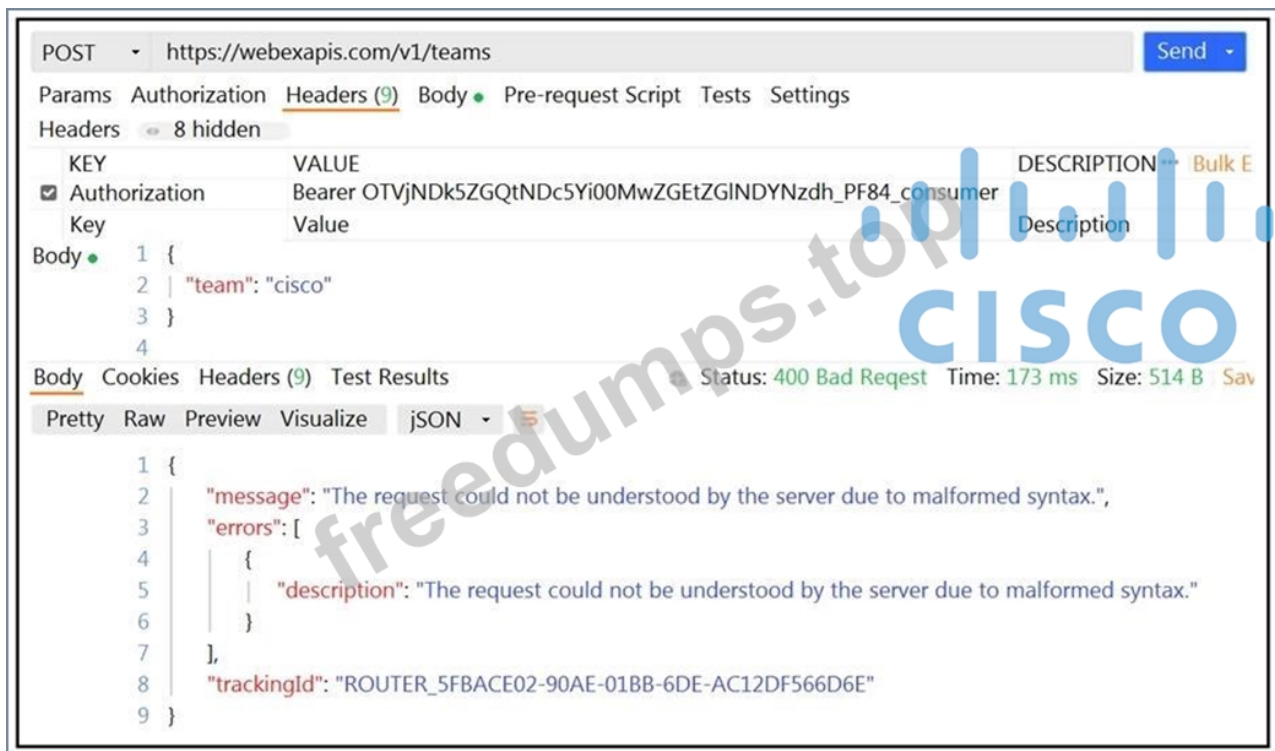 POST https://webexapis.com/v1/teams Send
Params Authorization Headers (9) Body Pre-request Script Tests Settings
Headers 8 hidden
KEY VALUE DESCRIPTION ••• Bulk E
Authorization Bearer OTVjNDk5ZGQtNDc5Yi00MwZGEtZGlNDYNzdh_PF84_consumer
Key Value Description
Body 1 {
2 "team": "cisco"
3 }
4
CISCO
Body Cookies Headers (9) Test Results Status: 400 Bad Reqest Time: 173 ms Size: 514 B Sav
Pretty Raw Preview Visualize jSON
1 {
2 "message": "The request could not be understood by the server due to malformed syntax.",
3 "errors": [
4 {
5 "description": "The request could not be understood by the server due to malformed syntax."
6 }
7 ],
8 "trackingId": "ROUTER_5FBACE02-90AE-01BB-6DE-AC12DF566D6E"
9 }
freedumps.top